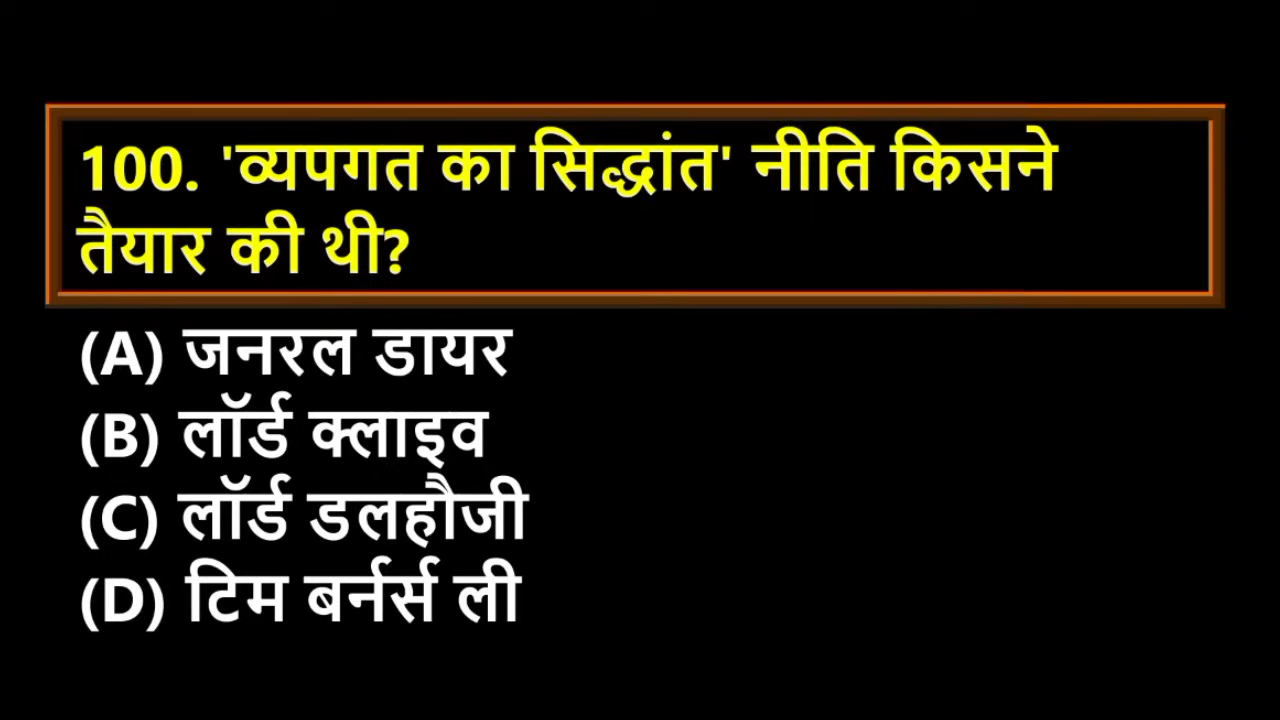 100. 'व्यपगत का सिद्धांत' नीति किसने
तैयार की थी?
(A) जनरल डायर
(B) लॉर्ड क्लाइव
(C) लॉर्ड डलहौजी
(D) टिम बर्नर्स ली